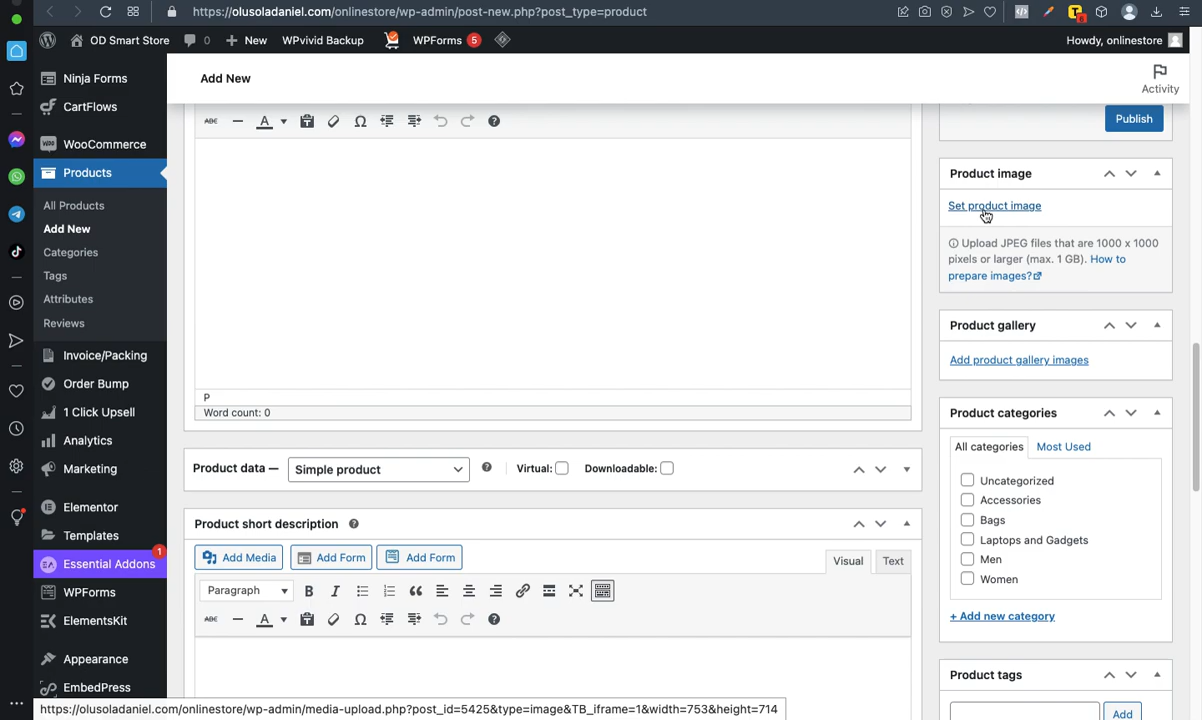 https://olusoladaniel.com/onlinestore/wp-admin/post-new.php?post_type=product
OD Smart Store 0 New WPvivid Backup WPForms 5 Howdy, onlinestore
Ninja Forms
CartFlows
WooCommerce
Products
All Products
Add New
Categories
Tags
Attributes
Reviews
Invoice/Packing
Order Bump
1 Click Upsell
Analytics
Marketing
Elementor
Templates
Essential Addons 1
WPForms
ElementsKit
Appearance
EmbedPress
Add New
Activity
ABC A Ω
P
Word count: 0
Product data — Simple product Virtual: Downloadable:
Product short description
Add Media Add Form Add Form Visual Text
Paragraph B I
ABC A Ω
Publish
Product image
Set product image
Upload JPEG files that are 1000 x 1000
pixels or larger (max. 1 GB). How to
prepare images?
Product gallery
Add product gallery images
Product categories
All categories Most Used
Uncategorized
Accessories
Bags
Laptops and Gadgets
Men
Women
+ Add new category
Product tags
Add
https://olusoladaniel.com/onlinestore/wp-admin/media-upload.php?post_id=5425&type=image&TB_iframe=1&width=753&height=714